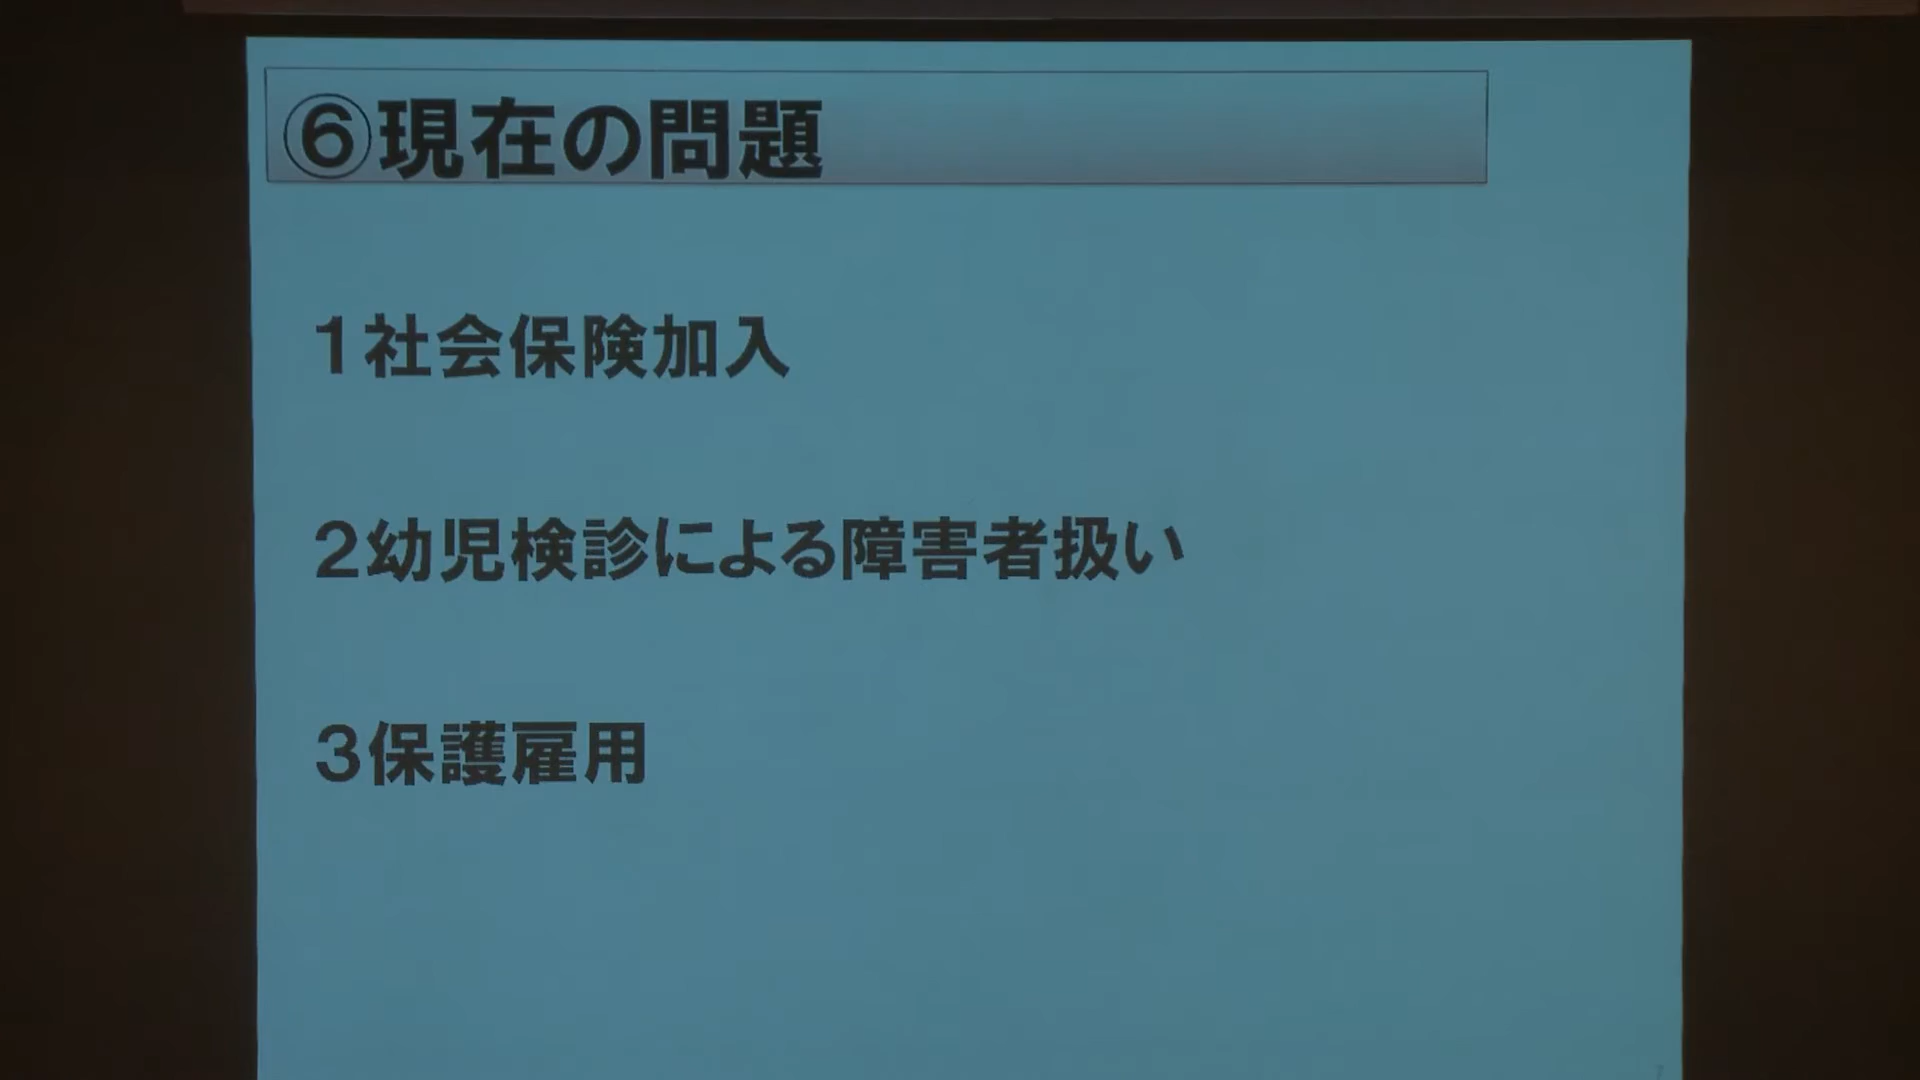 ⑥現在の問題
1社会保険加入
2幼児検診による障害者扱い
3保護雇用